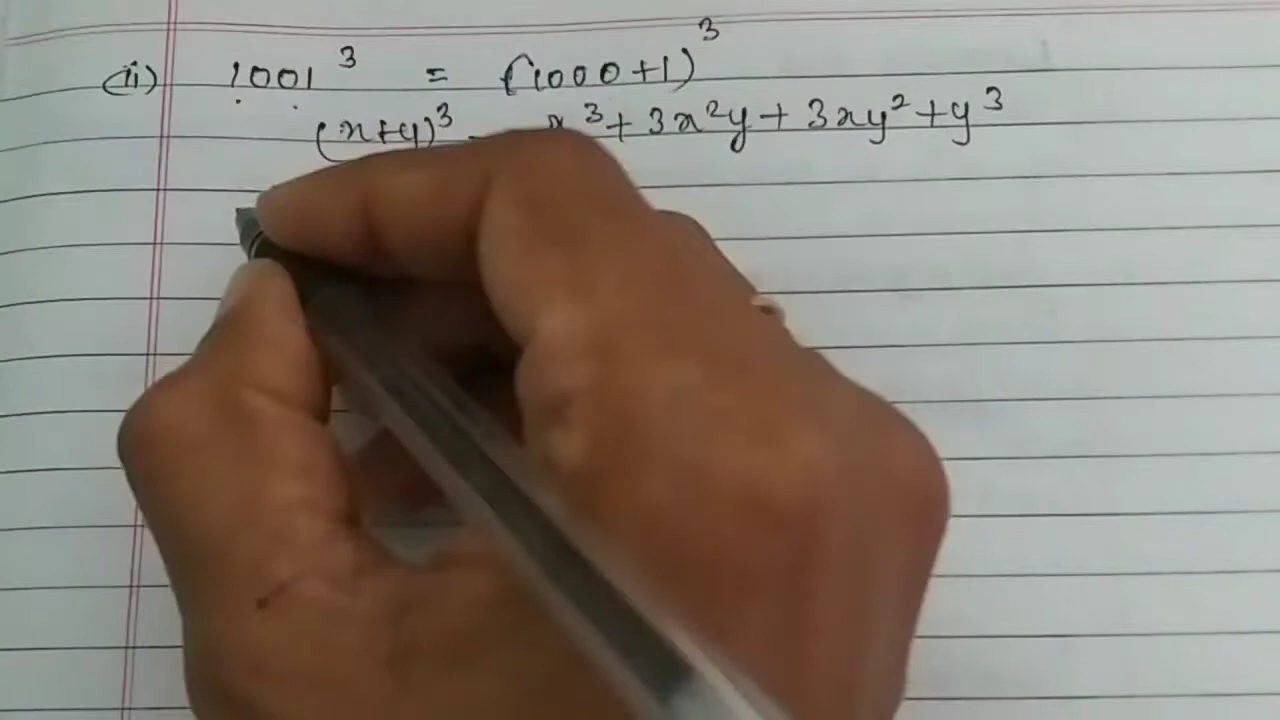 (ii) 1001³ = (1000+1)³
(x+y)³ = x³ + 3x²y + 3xy² + y³